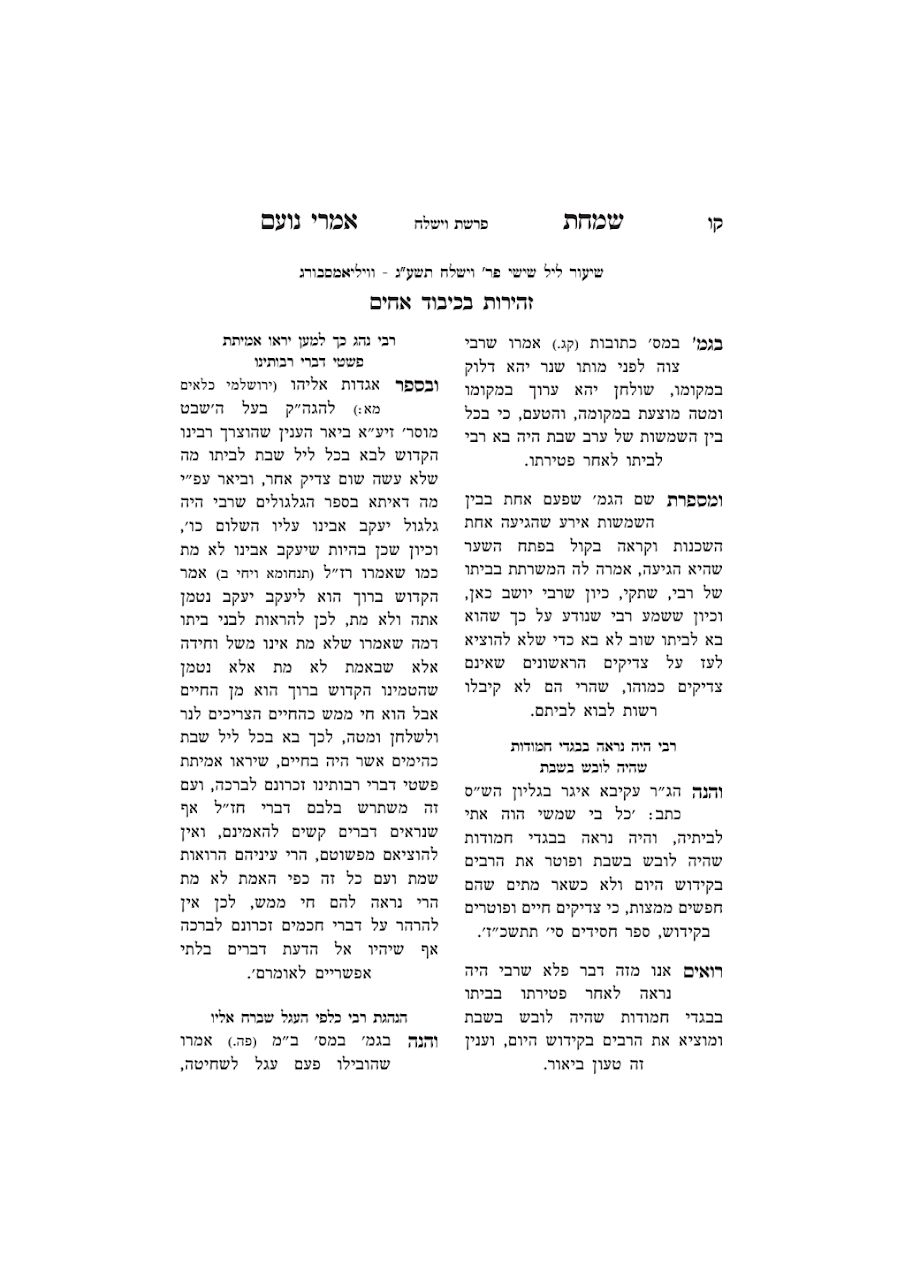 קו שמחת פרשת וישלח אמרי נועם
שיעור ליל שישי פר׳ וישלח תשע״ג - וויליאמסבורג
זהירות בכיבוד אחים
בגמ׳ במס׳ כתובות (קג.) אמרו שרבי
צוה לפני מותו שנר יהא דלוק
במקומו, שולחן יהא ערוך במקומו
ומטה מוצעת במקומה, והטעם, כי בכל
בין השמשות של ערב שבת היה בא רבי
לביתו לאחר פטירתו.
ומספרת שם הגמ׳ שפעם אחת בבין
השמשות אירע שהגיעה אחת
השכנות וקראה בקול בפתח השער
שהיא הגיעה, אמרה לה המשרתת בביתו
של רבי, שתקי, כיון שרבי יושב כאן,
וכיון ששמע רבי שנודע על כך שהוא
בא לביתו שוב לא בא כדי שלא להוציא
לעז על צדיקים הראשונים שאינם
צדיקים כמוהו, שהרי הם לא קיבלו
רשות לבוא לביתם.
רבי היה נראה בבגדי חמודות
שהיה לובש בשבת
והנה הג״ר עקיבא איגר בגליון הש״ס
כתב: ׳כל בי שמשי הוה אתי
לביתיה, והיה נראה בבגדי חמודות
שהיה לובש בשבת ופוטר את הרבים
בקידוש היום ולא כשאר מתים שהם
חפשים ממצות, כי צדיקים חיים ופוטרים
בקידוש, ספר חסידים סי׳ תתשכ״ז׳.
רואים אנו מזה דבר פלא שרבי היה
נראה לאחר פטירתו בביתו
בבגדי חמודות שהיה לובש בשבת
ומוציא את הרבים בקידוש היום, וענין
זה טעון ביאור.
רבי נהג כך למען יראו אמיתת
פשטי דברי רבותינו
ובספר אגדות אליהו (ירושלמי כלאים
מא:) להגה״ק בעל ה׳שבט
מוסר׳ זיע״א ביאר הענין שהוצרך רבינו
הקדוש לבא בכל ליל שבת לביתו מה
שלא עשה שום צדיק אחר, וביאר עפ״י
מה דאיתא בספר הגלגולים שרבי היה
גלגול יעקב אבינו עליו השלום כו׳,
וכיון שכן בהיות שיעקב אבינו לא מת
כמו שאמרו רז״ל (תנחומא ויחי ב) אמר
הקדוש ברוך הוא ליעקב יעקב נטמן
אתה ולא מת, לכן להראות לבני ביתו
דמה שאמרו שלא מת אינו משל וחידה
אלא שבאמת לא מת אלא נטמן
שהטמינו הקדוש ברוך הוא מן החיים
אבל הוא חי ממש כהחיים הצריכים לנר
ולשלחן ומטה, לכך בא בכל ליל שבת
כהימים אשר היה בחיים, שיראו אמיתת
פשטי דברי רבותינו זכרונם לברכה, ועם
זה משתרש בלבם דברי חז״ל אף
שנראים דברים קשים להאמינם, ואין
להוציאם מפשוטם, הרי עיניהם הרואות
שמת ועם כל זה כפי האמת לא מת
הרי נראה להם חי ממש, לכן אין
להרהר על דברי חכמים זכרונם לברכה
אף שיהיו אל הדעת דברים בלתי
אפשריים לאומרם׳.
הנהגת רבי כלפי העגל שברח אליו
והנה בגמ׳ במס׳ ב״מ (פה.) אמרו
שהובילו פעם עגל לשחיטה,